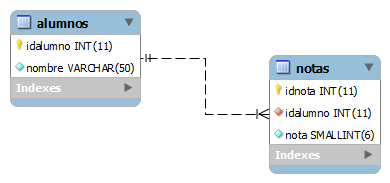 alumnos
idalumno INT(11)
nombre VARCHAR(50)
Indexes
notas
idnota INT(11)
idalumno INT(11)
nota SMALLINT(6)
Indexes